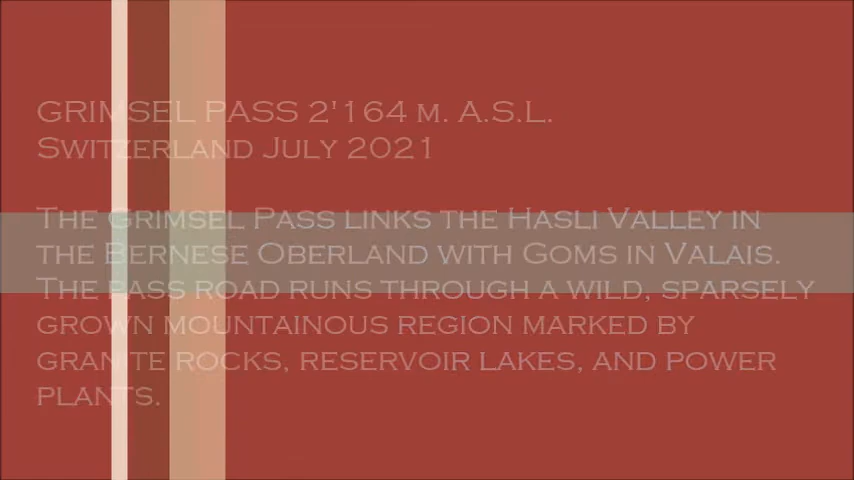 GRIMSEL PASS 2'164 M. A.S.L.
SWITZERLAND JULY 2021
THE GRIMSEL PASS LINKS THE HASLI VALLEY IN
THE BERNESE OBERLAND WITH GOMS IN VALAIS.
THE PASS ROAD RUNS THROUGH A WILD, SPARSELY
GROWN MOUNTAINOUS REGION MARKED BY
GRANITE ROCKS, RESERVOIR LAKES, AND POWER
PLANTS.